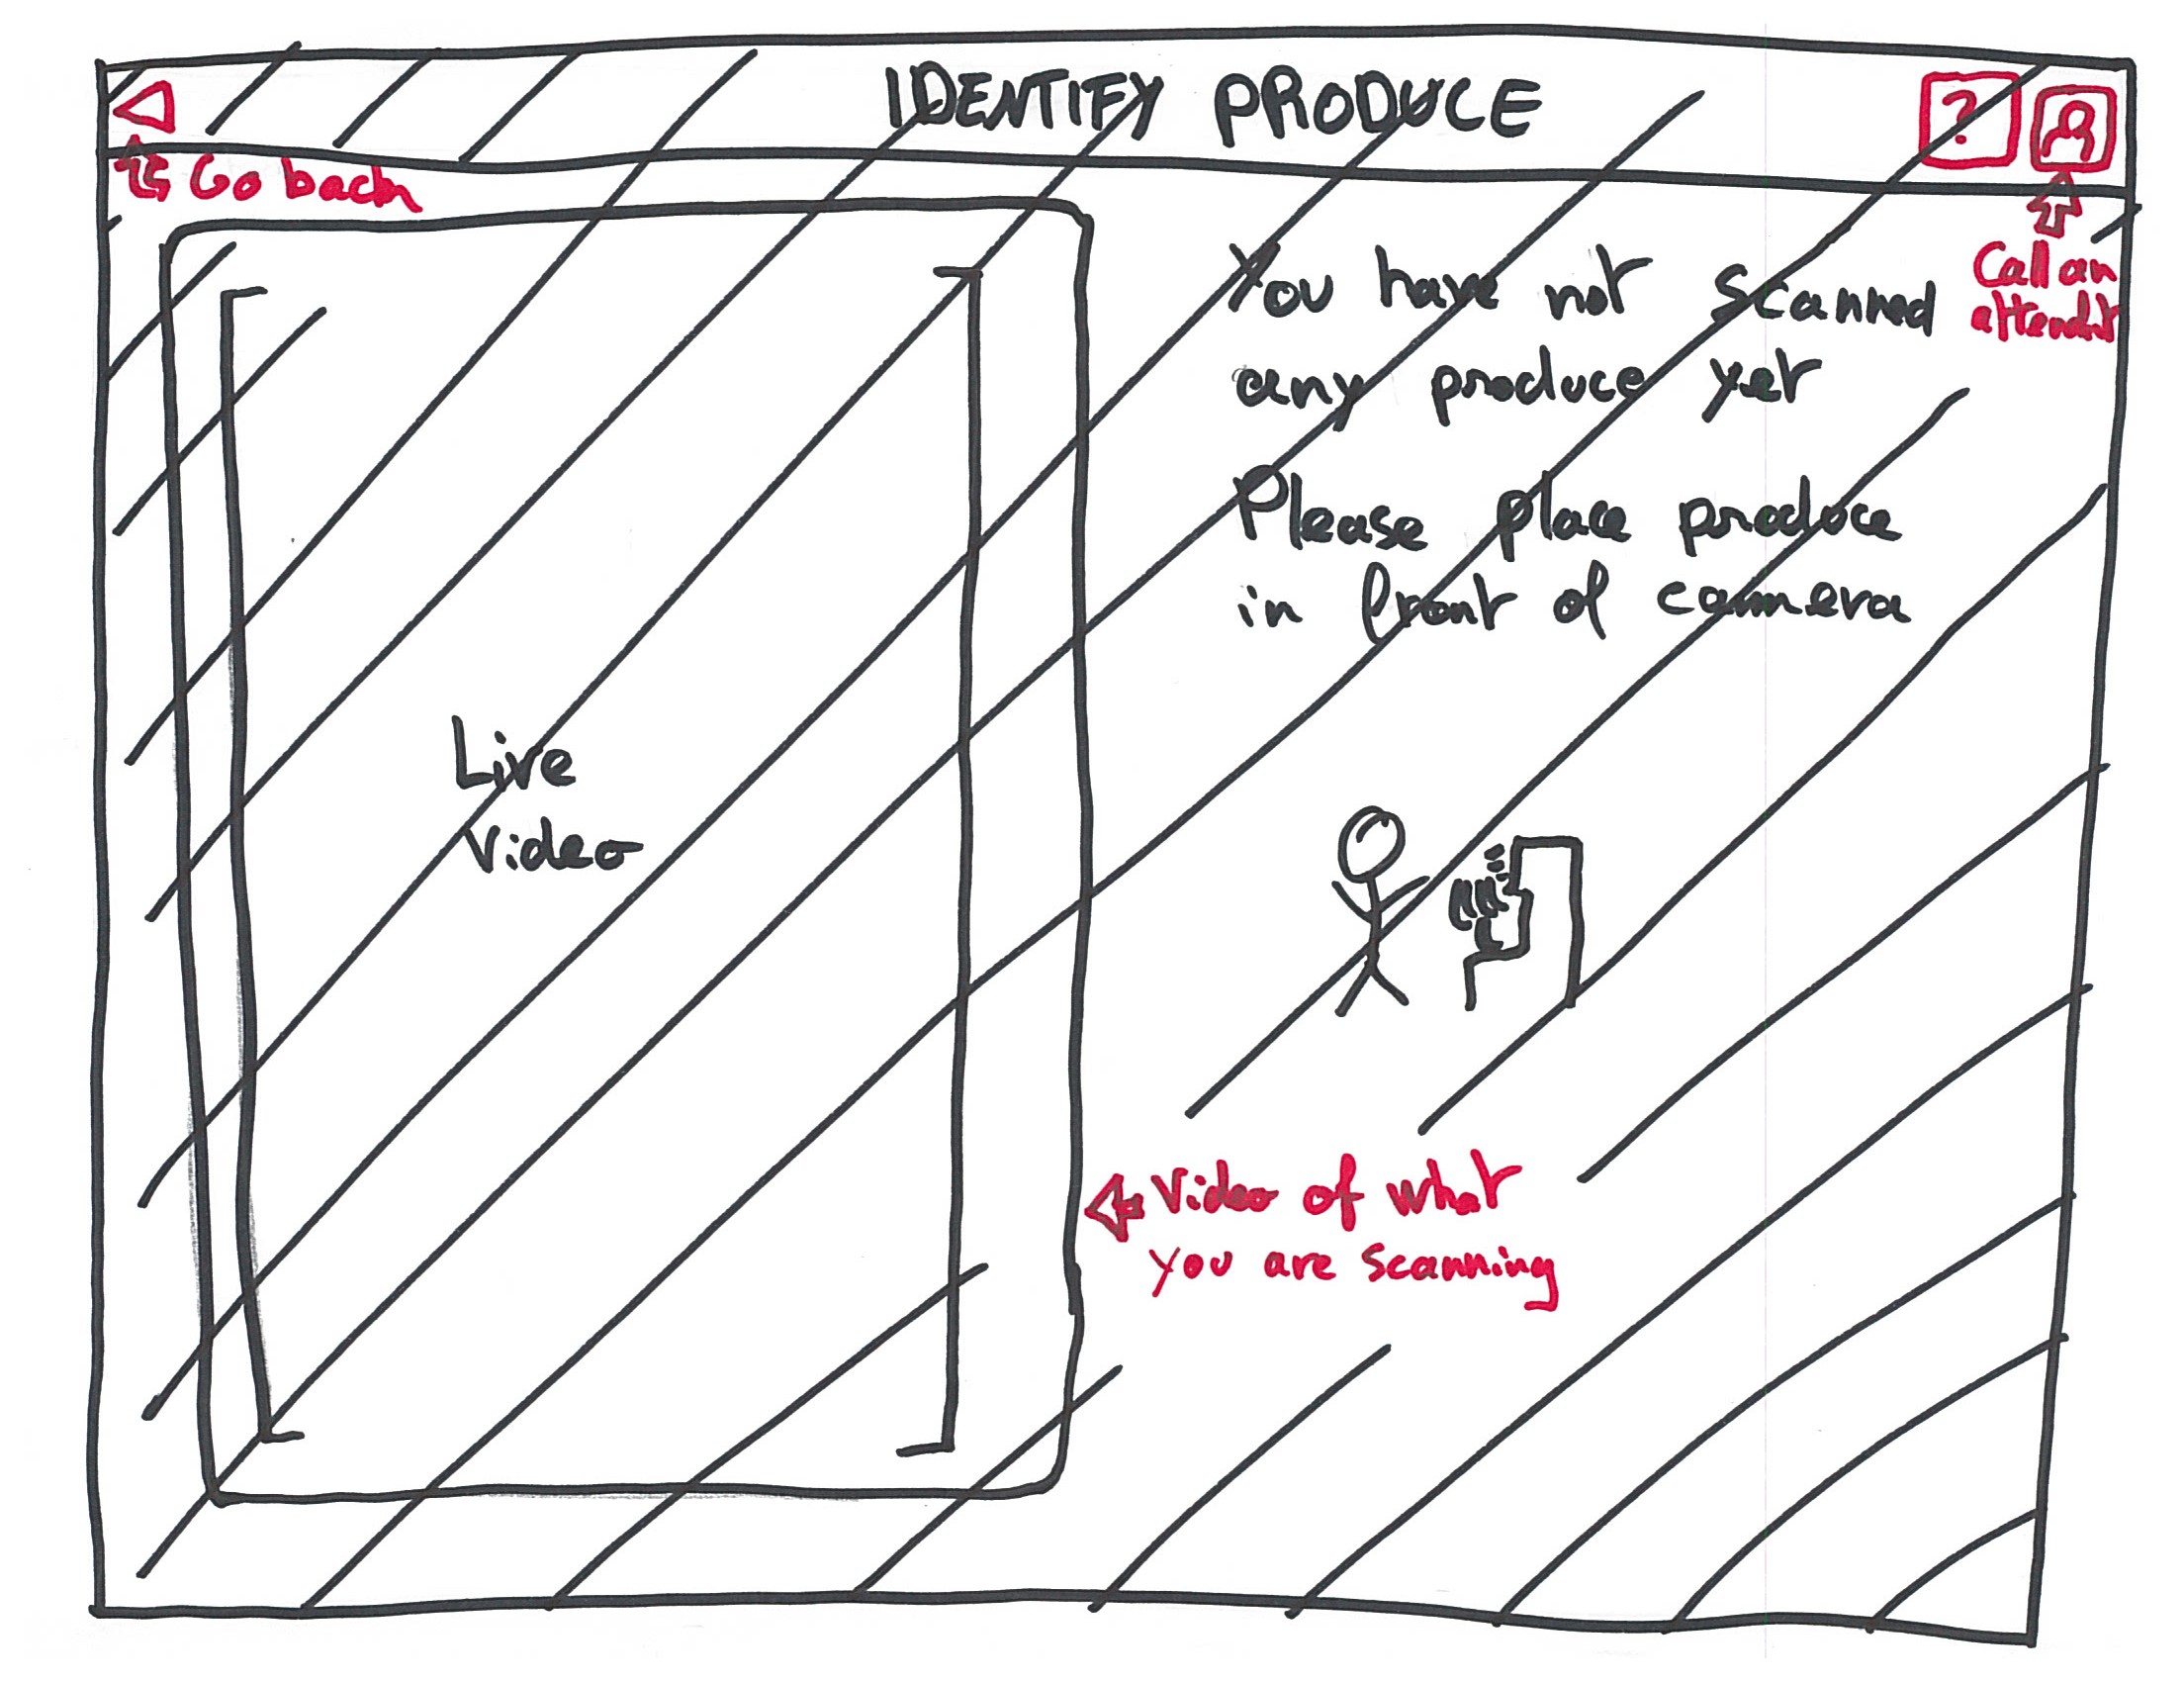 IDENTIFY PRODUCE
?
Go back
Call an
You have not scanned
any produce yet
Please place produce
in front of camera
Live
Video
Video of what
you are scanning